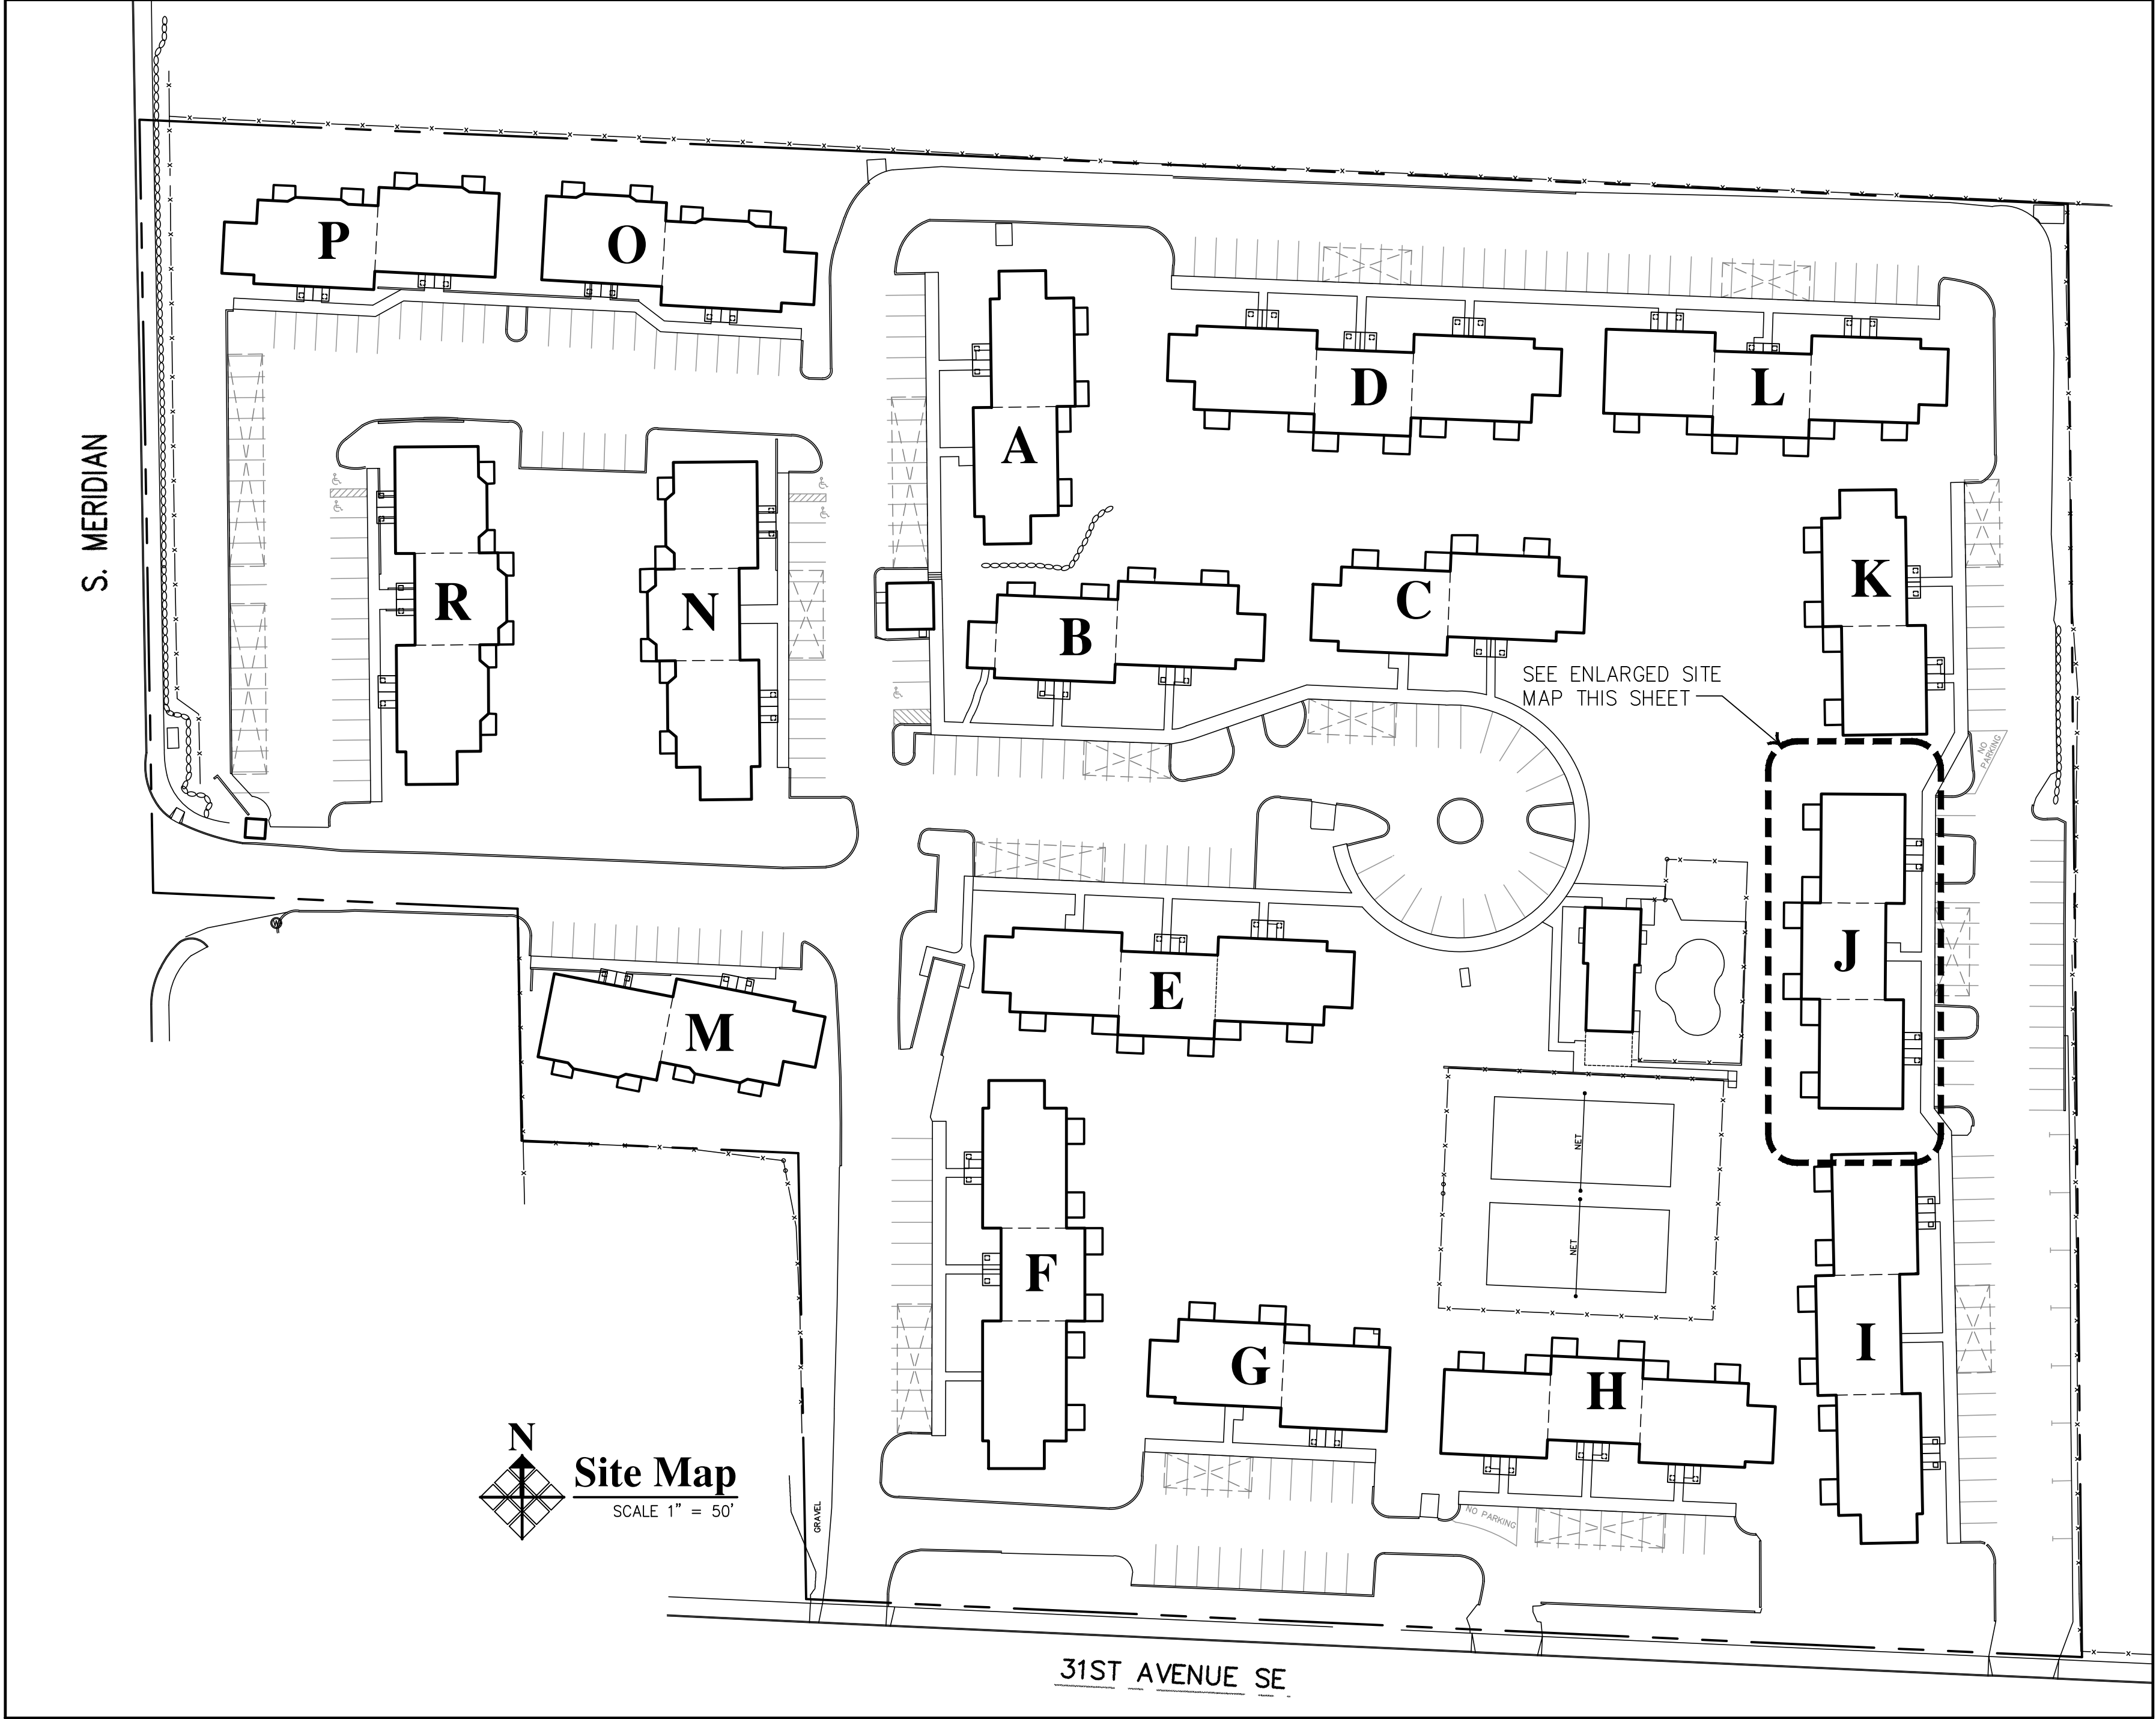 P
O
A
D
L
S. MERIDIAN
R
N
B
C
K
SEE ENLARGED SITE
MAP THIS SHEET
NO
PARKING
J
E
M
NET
NET
F
G
H
I
N
Site Map
SCALE 1" = 50'
GRAVEL
NO PARKING
31ST AVENUE SE